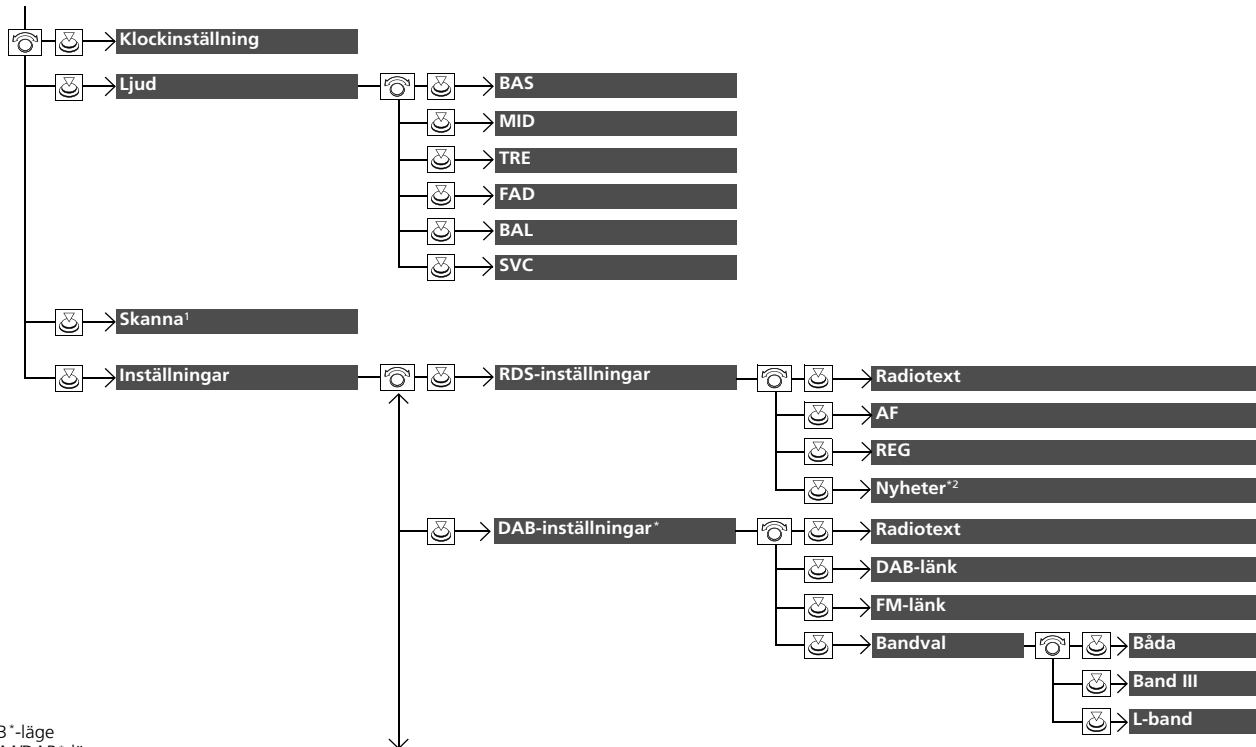 Klockinställning
Ljud
BAS
MID
TRE
FAD
BAL
SVC
Skanna¹
Inställningar
RDS-inställningar
Radiotext
AF
REG
Nyheter*²
DAB-inställningar*
Radiotext
DAB-länk
FM-länk
Bandval
Båda
Band III
L-band
B*-läge